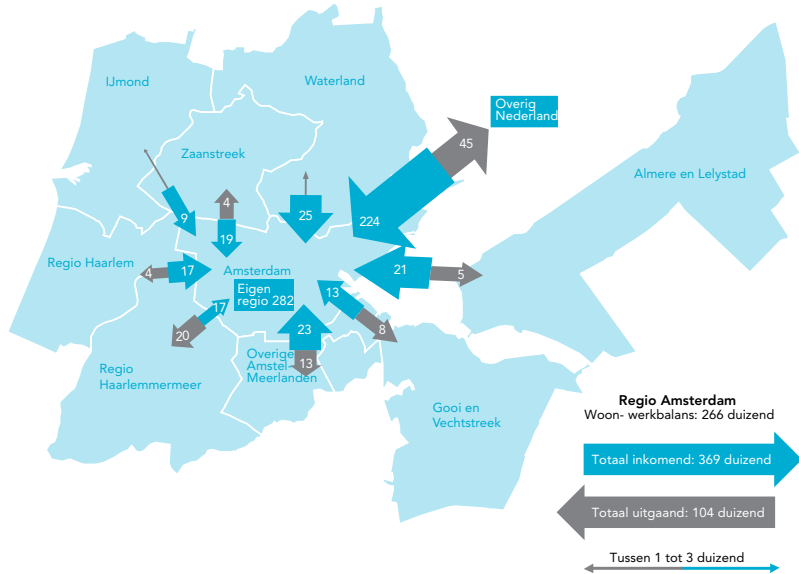 IJmond
Waterland
Overig
Nederland
45
Zaanstreek
Almere en Lelystad
4
9
25
224
19
Regio Haarlem
4
17
Amsterdam
21
5
Eigen
regio 282
13
17
20
23
8
Overige
Amstel-
Meerlanden
13
Regio
Haarlemmermeer
Gooi en
Vechtstreek
Regio Amsterdam
Woon- werkbalans: 266 duizend
Totaal inkomend: 369 duizend
Totaal uitgaand: 104 duizend
Tussen 1 tot 3 duizend